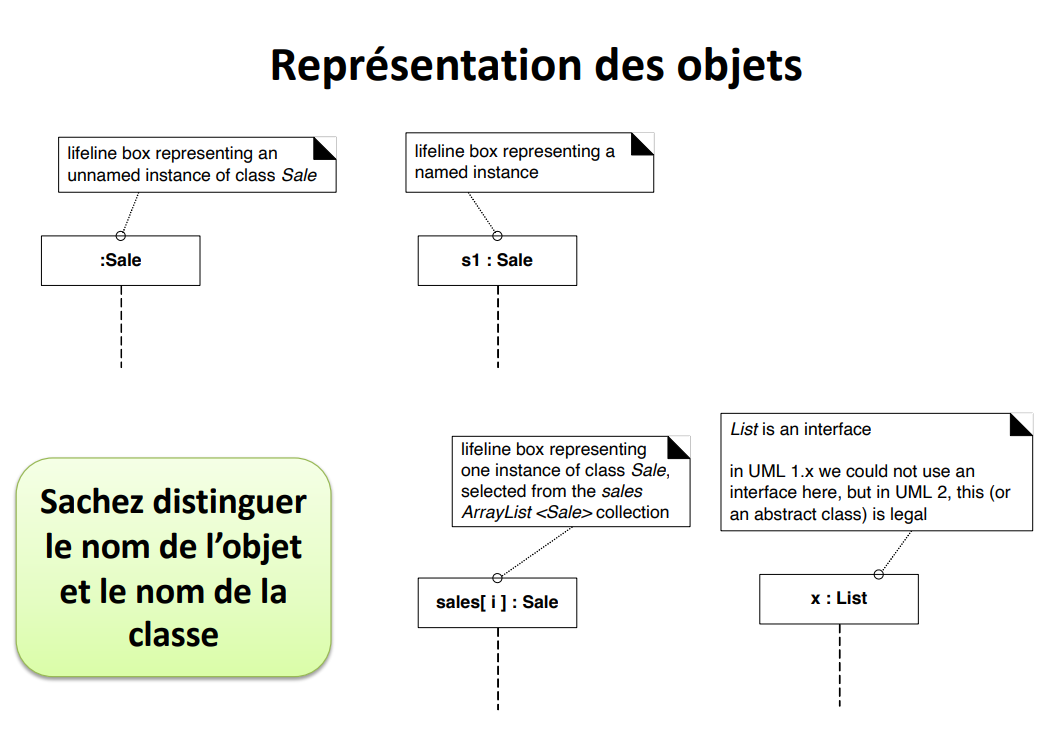 Représentation des objets
lifeline box representing an
unnamed instance of class Sale
lifeline box representing a
named instance
:Sale
s1 : Sale
lifeline box representing
one instance of class Sale,
selected from the sales
ArrayList <Sale> collection
List is an interface
in UML 1.x we could not use an
interface here, but in UML 2, this (or
an abstract class) is legal
Sachez distinguer
le nom de l’objet
et le nom de la
classe
sales[ i ] : Sale
x : List